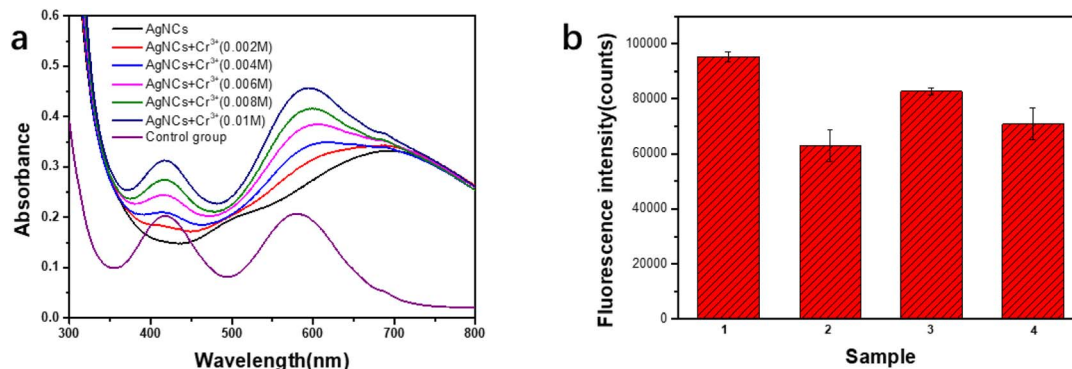 a
AgNCs
AgNCs+Cr³⁺(0.002M)
AgNCs+Cr³⁺(0.004M)
AgNCs+Cr³⁺(0.006M)
AgNCs+Cr³⁺(0.008M)
AgNCs+Cr³⁺(0.01M)
Control group
Absorbance
0.6
0.5
0.4
0.3
0.2
0.1
0.0
300 400 500 600 700 800
Wavelength(nm)
b
Fluorescence intensity(counts)
100000
80000
60000
40000
20000
0
1 2 3 4
Sample